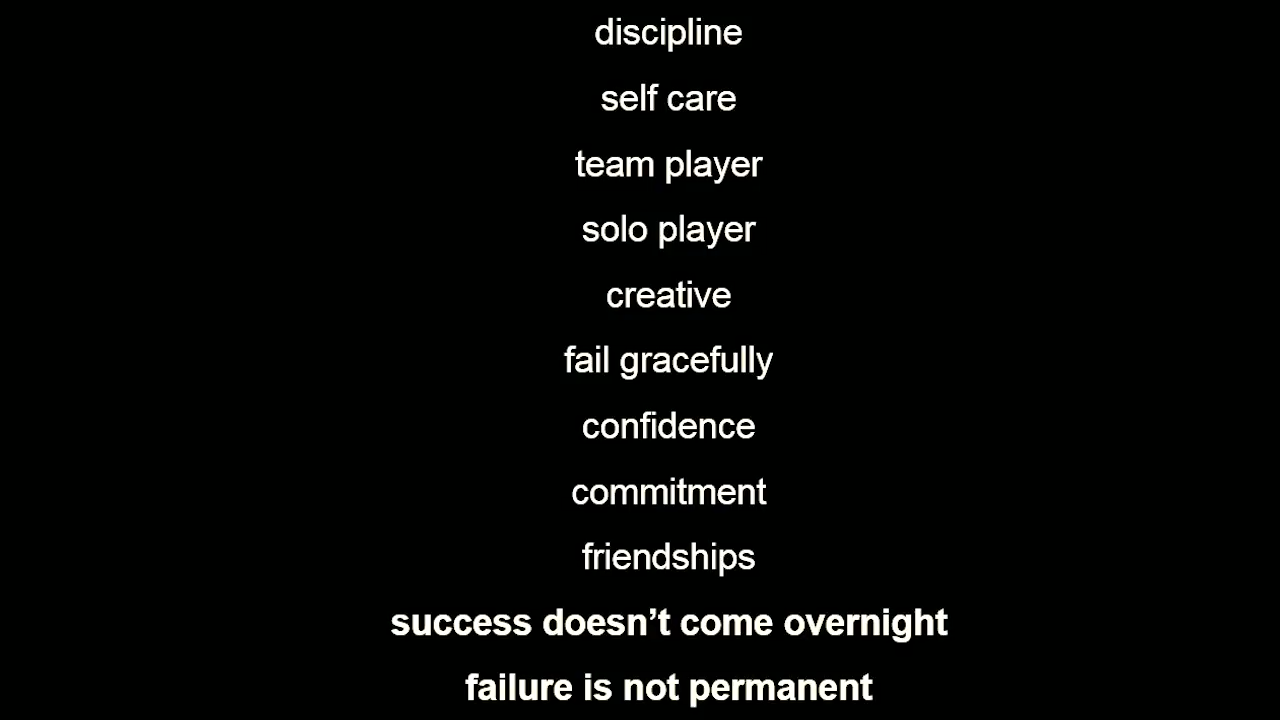 discipline
self care
team player
solo player
creative
fail gracefully
confidence
commitment
friendships
success doesn’t come overnight
failure is not permanent